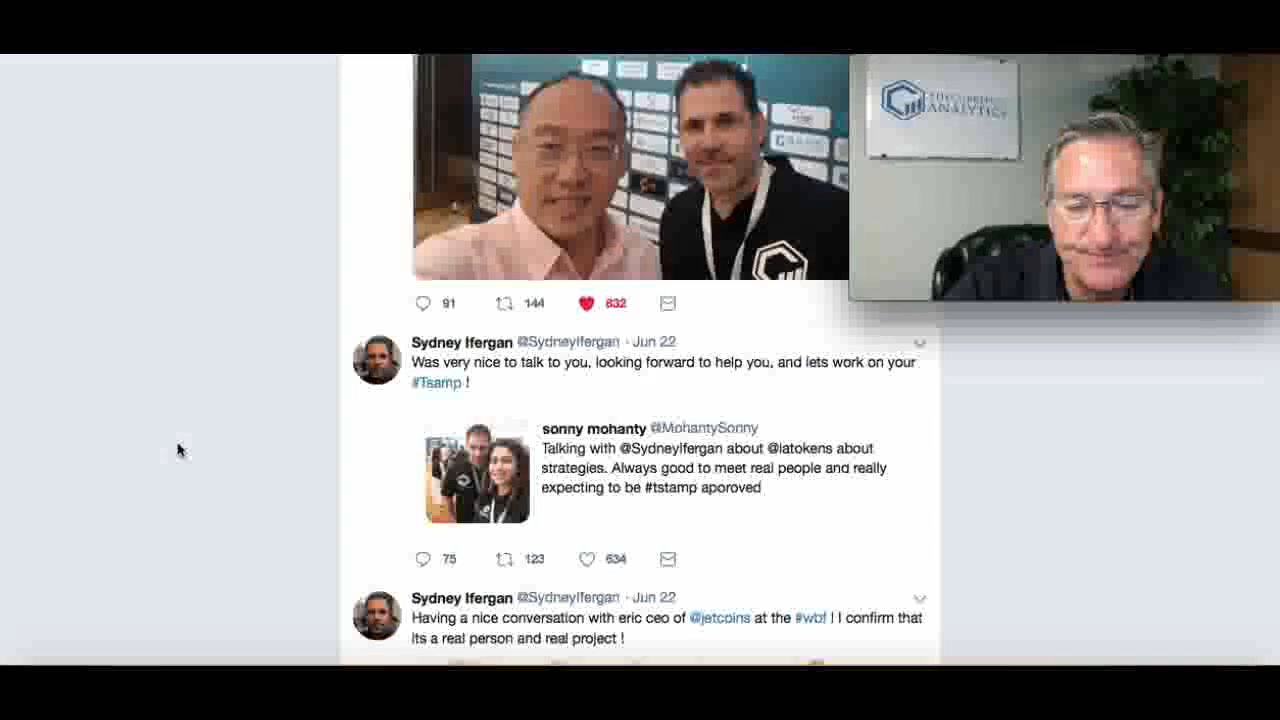 ANALYTICS
91 144 632
Sydney Ifergan @SydneyIfergan · Jun 22
Was very nice to talk to you, looking forward to help you, and lets work on your
#Tsamp !
sonny mohanty @MohantySonny
Talking with @SydneyIfergan about @iatokens about
strategies. Always good to meet real people and really
expecting to be #tstamp aporoved
75 123 634
Sydney Ifergan @SydneyIfergan · Jun 22
Having a nice conversation with eric ceo of @jetcoins at the #wbf ! I confirm that
its a real person and real project !